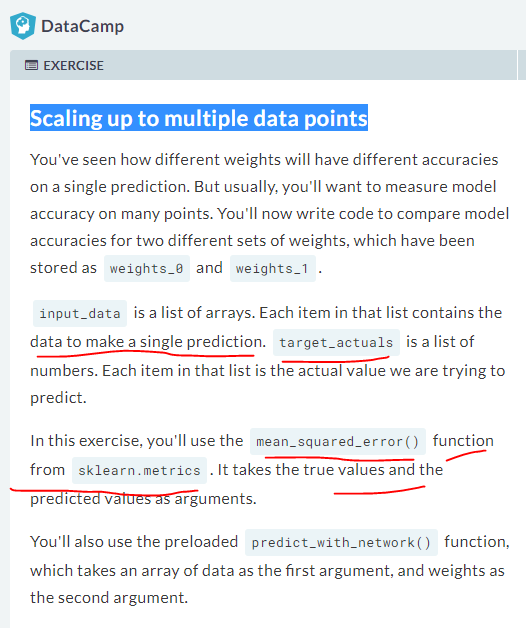 DataCamp
EXERCISE
Scaling up to multiple data points
You've seen how different weights will have different accuracies
on a single prediction. But usually, you'll want to measure model
accuracy on many points. You'll now write code to compare model
accuracies for two different sets of weights, which have been
stored as weights_0 and weights_1 .
input_data is a list of arrays. Each item in that list contains the
data to make a single prediction. target_actuals is a list of
numbers. Each item in that list is the actual value we are trying to
predict.
In this exercise, you'll use the mean_squared_error() function
from sklearn.metrics . It takes the true values and the
predicted values as arguments.
You'll also use the preloaded predict_with_network() function,
which takes an array of data as the first argument, and weights as
the second argument.